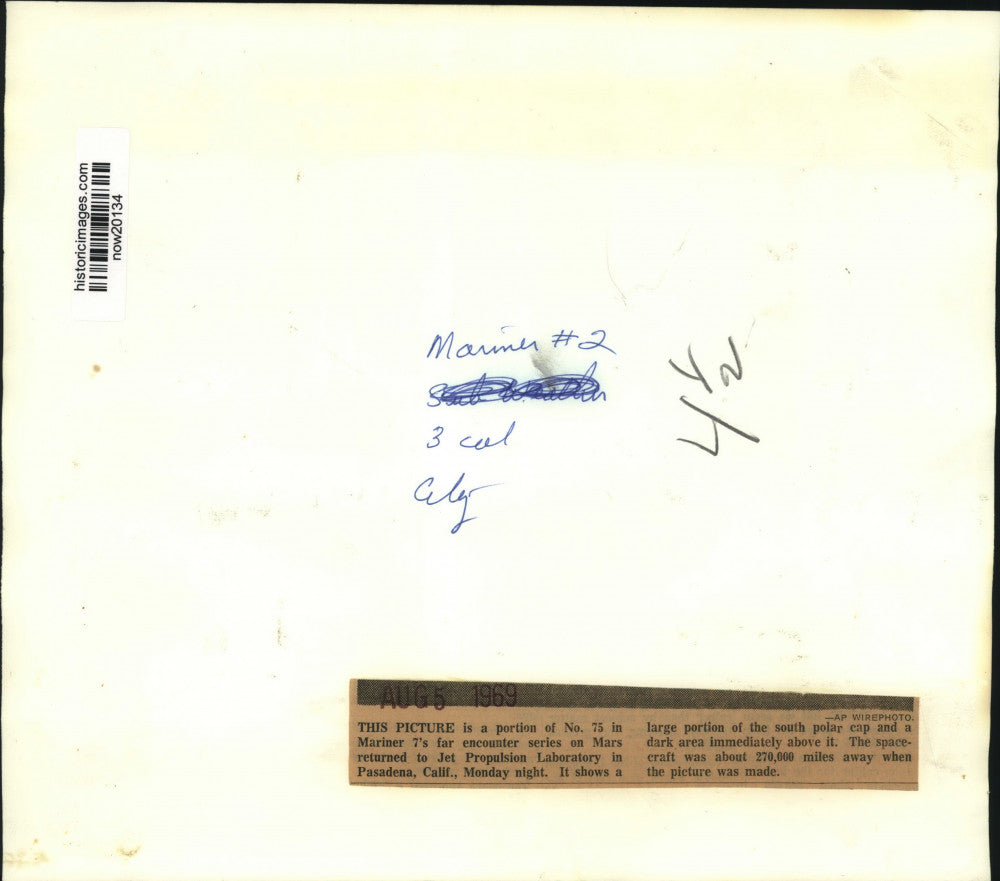 historicimages.com
now20134
Mariner #2
3 col
City
4 42
AUG 5 1969
—AP WIREPHOTO.
THIS PICTURE is a portion of No. 75 in
Mariner 7's far encounter series on Mars
returned to Jet Propulsion Laboratory in
Pasadena, Calif., Monday night. It shows a
large portion of the south polar cap and a
dark area immediately above it. The space-
craft was about 270,000 miles away when
the picture was made.